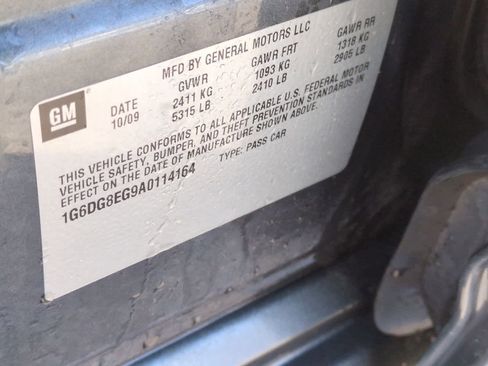 GM
MFD BY GENERAL MOTORS LLC
DATE GVWR GAWR FRT GAWR RR
10/09 2411 KG 1093 KG 1318 KG
5315 LB 2410 LB 2905 LB
THIS VEHICLE CONFORMS TO ALL APPLICABLE U.S. FEDERAL MOTOR
VEHICLE SAFETY, BUMPER, AND THEFT PREVENTION STANDARDS IN
EFFECT ON THE DATE OF MANUFACTURE SHOWN ABOVE.
1G6DG8EG9A0114164 TYPE: PASS CAR